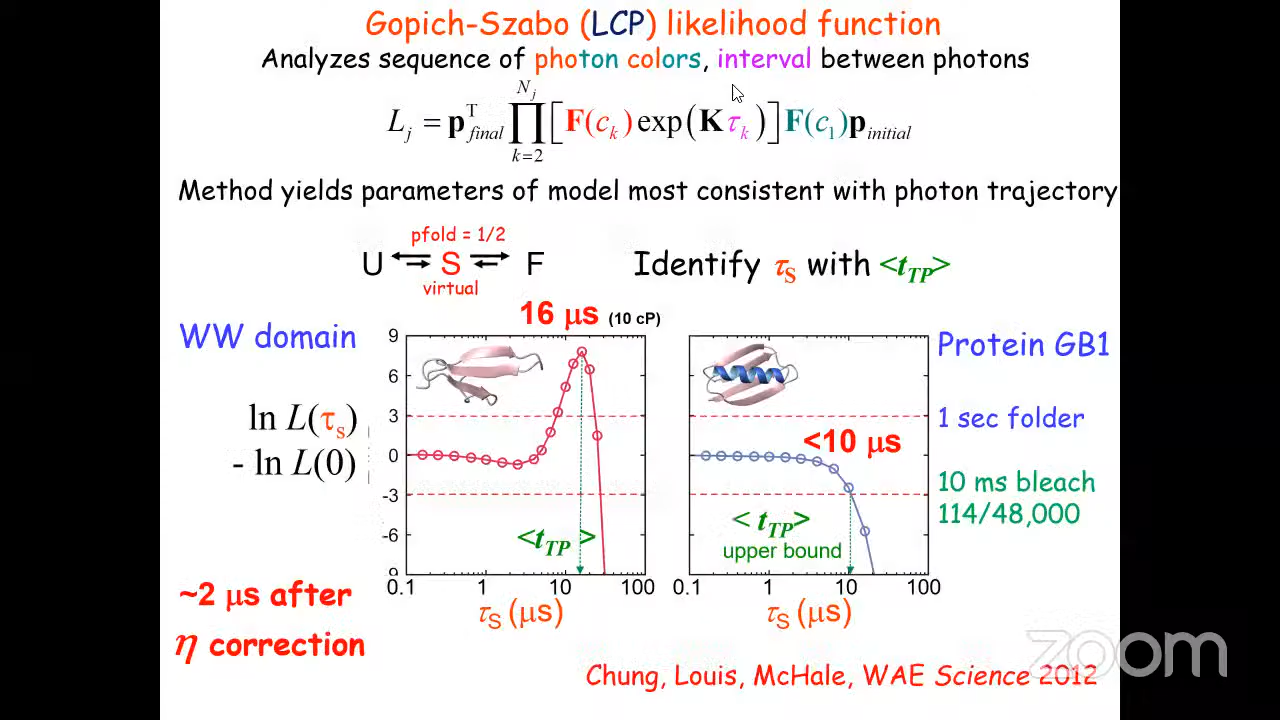 Gopich-Szabo (LCP) likelihood function
Analyzes sequence of photon colors, interval between photons
L_j = p^T_final ∏_{k=2}^{N_j} [F(c_k) exp(K τ_k)] F(c_1) p_initial
Method yields parameters of model most consistent with photon trajectory
pfold = 1/2
U S F
virtual
Identify τ_S with <t_TP>
16 μs (10 cP)
WW domain
ln L(τ_s)
- ln L(0)
9
6
3
0
-3
-6
9
<t_TP >
0.1 1 10 100
τ_S (μs)
~2 μs after
η correction
<10 μs
< t_TP>
upper bound
0.1 1 10 100
τ_S (μs)
Protein GB1
1 sec folder
10 ms bleach
114/48,000
Chung, Louis, McHale, WAE Science 2012
zoom